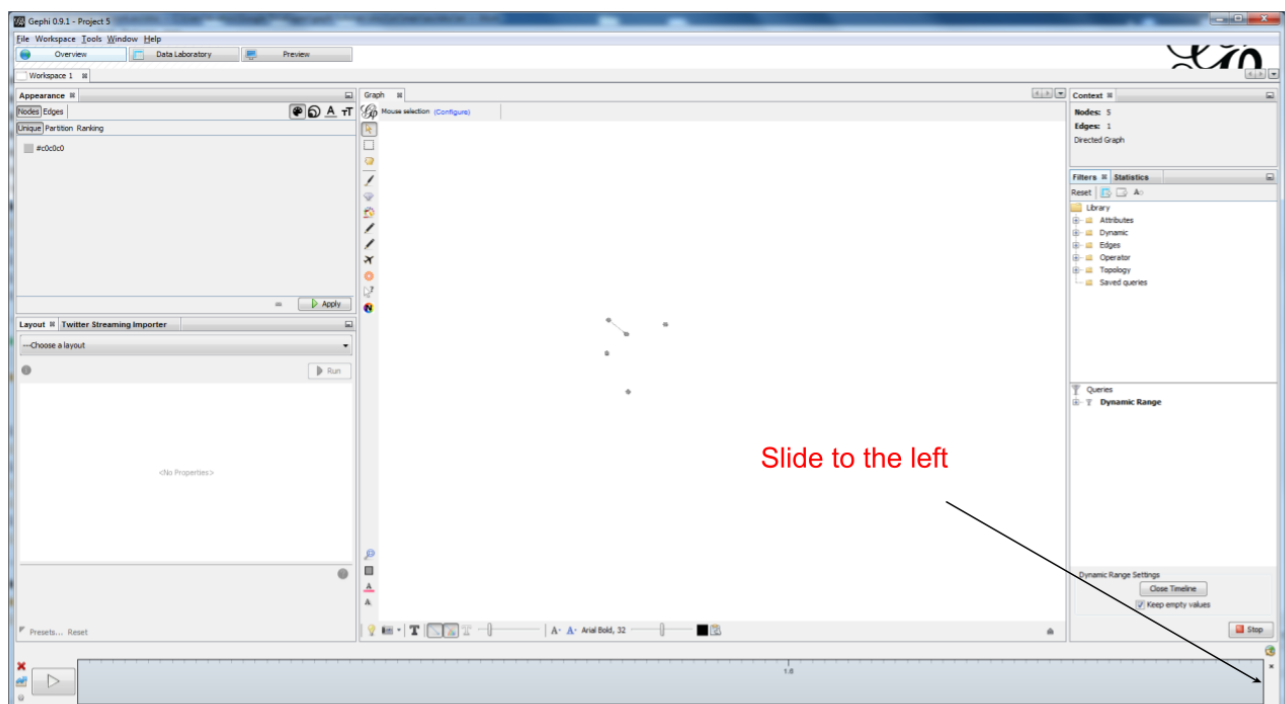 Gephi 0.9.1 - Project 5
File Workspace Tools Window Help
Overview Data Laboratory Preview
Workspace 1
Appearance
Nodes Edges
Unique Partition Ranking
#c0c0c0
Apply
Layout Twitter Streaming Importer
---Choose a layout
Run
<No Properties>
Presets... Reset
Graph
Mouse selection (Configure)
Slide to the left
Arial Bold, 32
Context
Nodes: 5
Edges: 1
Directed Graph
Filters Statistics
Reset
Library
Attributes
Dynamic
Edges
Operator
Topology
Saved queries
Queries
Dynamic Range
Dynamic Range Settings
Close Timeline
Keep empty values
Stop
1.0